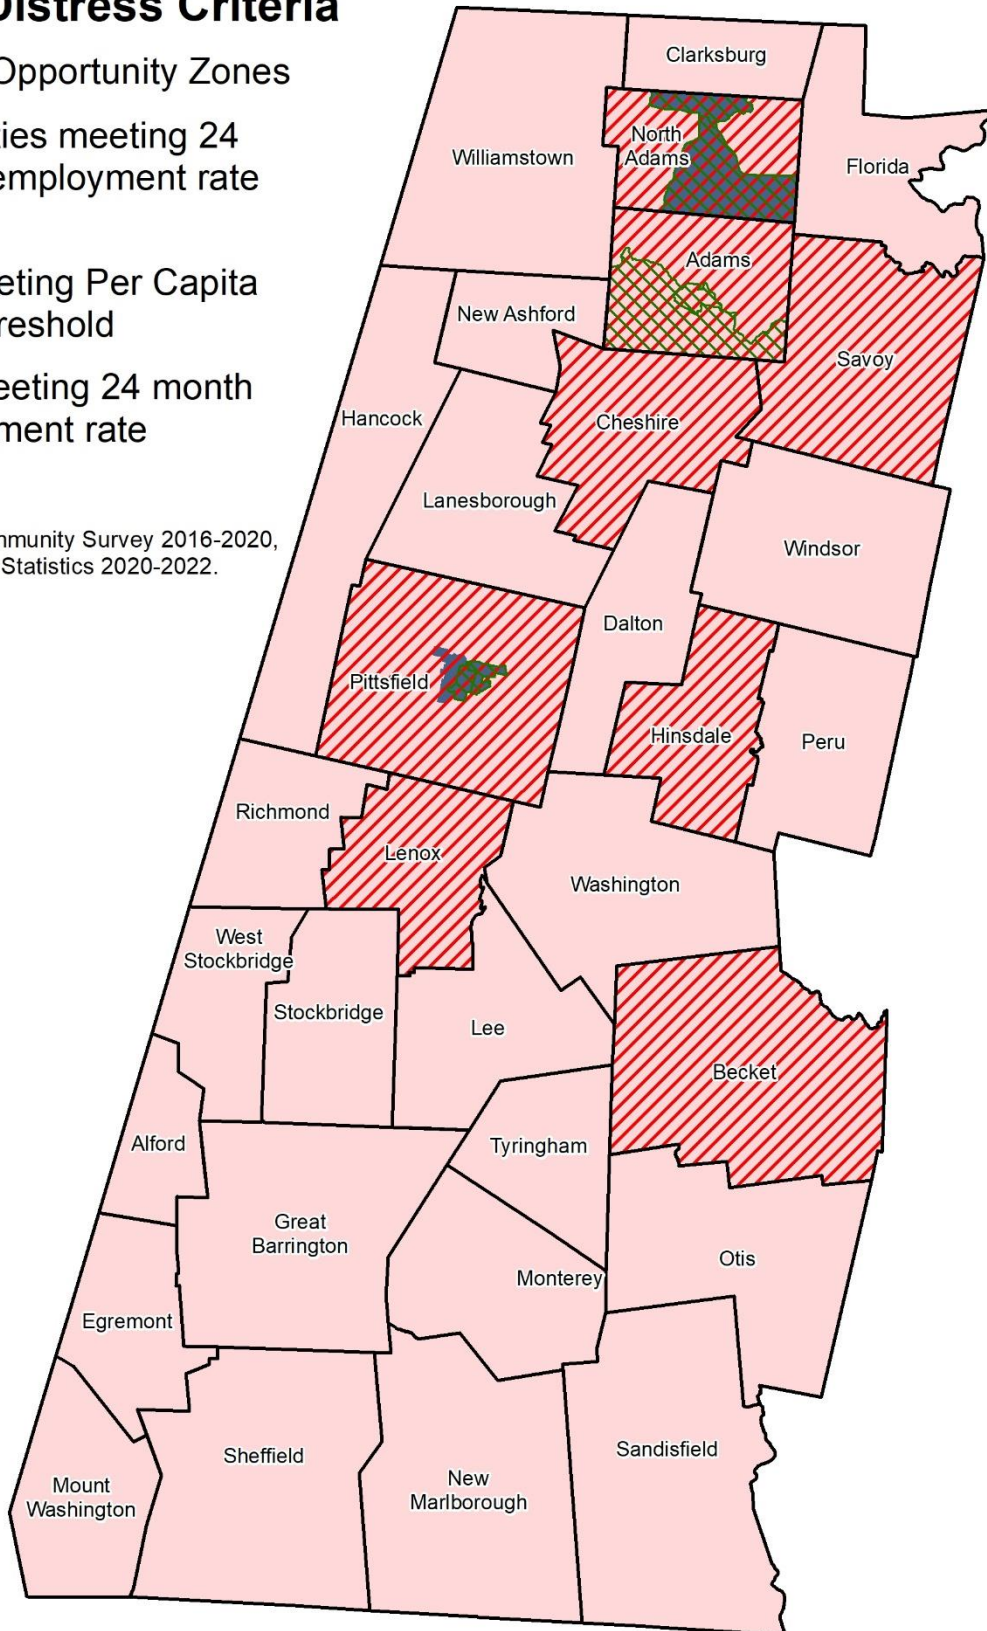 Distress Criteria
Opportunity Zones
ties meeting 24
employment rate
eting Per Capita
reshold
eeting 24 month
ment rate
mmunity Survey 2016-2020,
Statistics 2020-2022.
Clarksburg
North
Adams
Williamstown
Florida
Adams
New Ashford
Savoy
Hancock
Cheshire
Lanesborough
Windsor
Dalton
Pittsfield
Hinsdale
Peru
Richmond
Lenox
Washington
West
Stockbridge
Stockbridge
Lee
Becket
Alford
Tyringham
Great
Barrington
Otis
Monterey
Egremont
Sheffield
Sandisfield
Mount
Washington
New
Marlborough